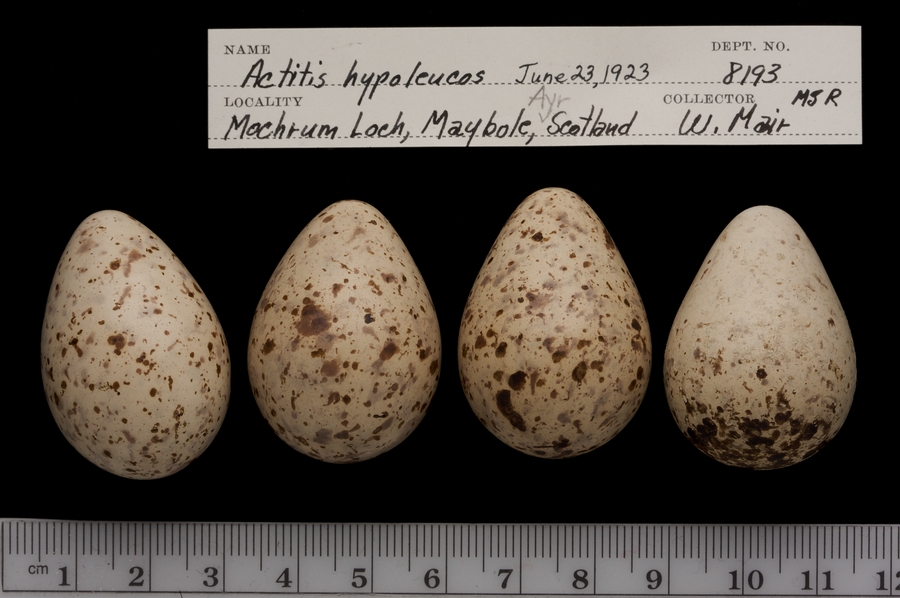 NAME DEPT. NO.
Actitis hypoleucos June 23, 1923 8193
LOCALITY Ayr COLLECTOR MJR
Mochrum Loch, Maybole, Scotland W. Mair
cm 1 2 3 4 5 6 7 8 9 10 11 12